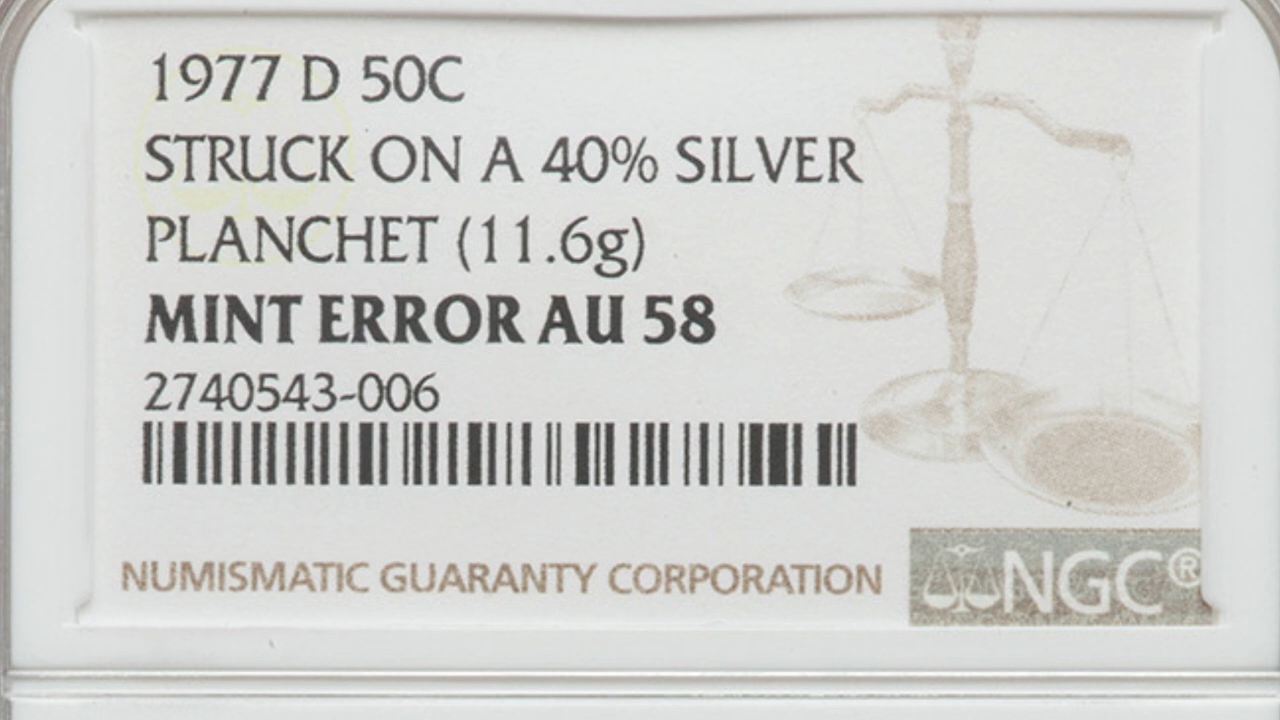 1977 D 50C
STRUCK ON A 40% SILVER
PLANCHET (11.6g)
MINT ERROR AU 58
2740543-006
NUMISMATIC GUARANTY CORPORATION
NGC®